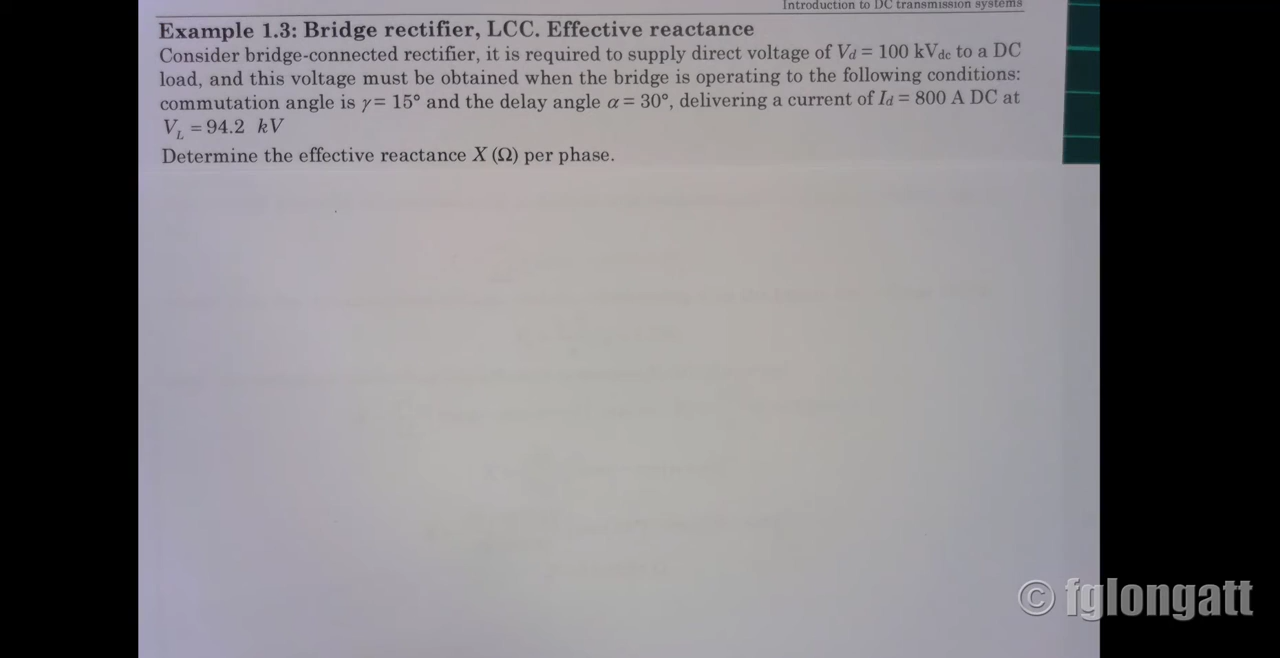 Introduction to DC transmission systems
Example 1.3: Bridge rectifier, LCC. Effective reactance
Consider bridge-connected rectifier, it is required to supply direct voltage of Vd = 100 kVdc to a DC
load, and this voltage must be obtained when the bridge is operating to the following conditions:
commutation angle is γ = 15° and the delay angle α = 30°, delivering a current of Id = 800 A DC at
VL = 94.2 kV
Determine the effective reactance X (Ω) per phase.
© fglongatt